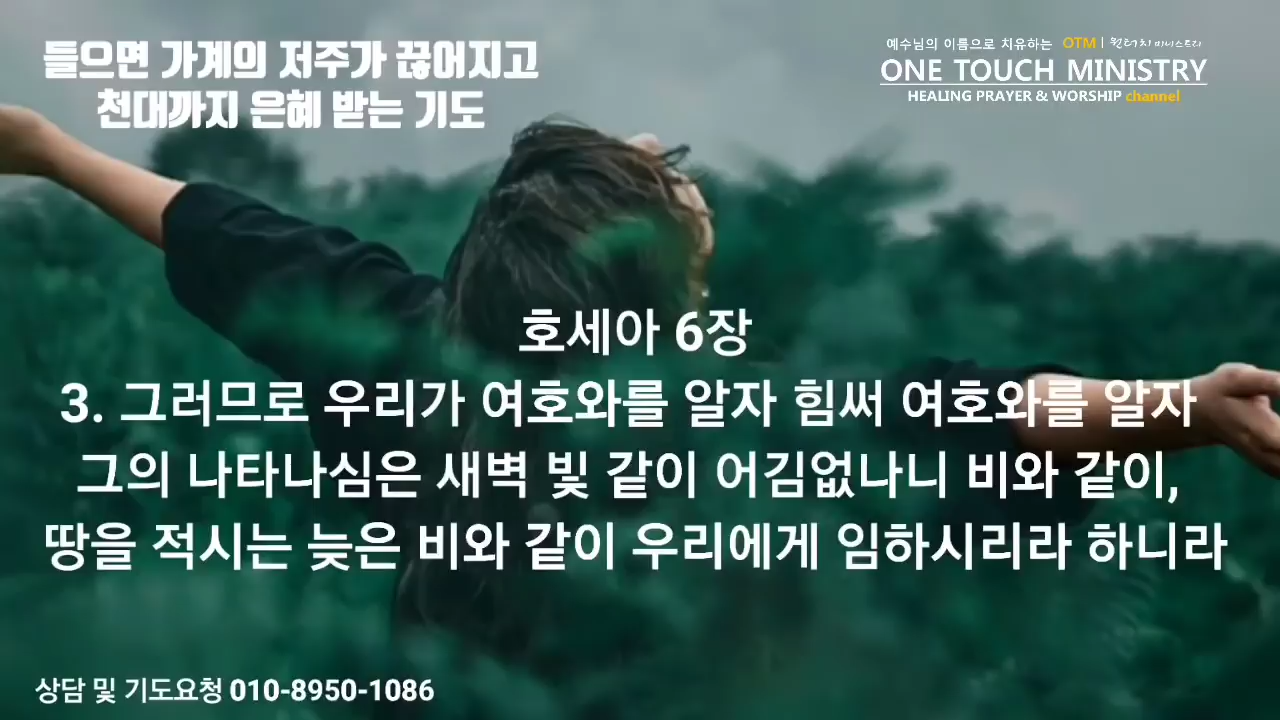 들으면 가계의 저주가 끊어지고
천대까지 은혜 받는 기도
예수님의 이름으로 치유하는 OTM | 원터치 미니스트리
ONE TOUCH MINISTRY
HEALING PRAYER & WORSHIP channel
호세아 6장
3. 그러므로 우리가 여호와를 알자 힘써 여호와를 알자
그의 나타나심은 새벽 빛 같이 어김없나니 비와 같이,
땅을 적시는 늦은 비와 같이 우리에게 임하시리라 하니라
상담 및 기도요청 010-8950-1086